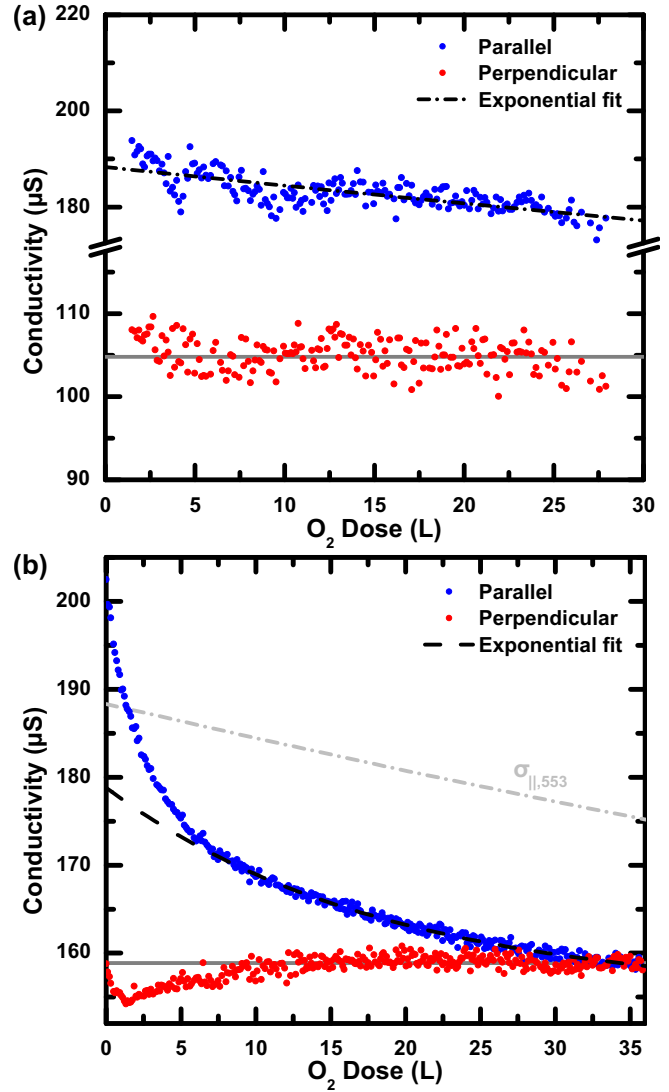 (a)
220
200
190
180
110
100
90
Conductivity (µS)
Parallel
Perpendicular
Exponential fit
0 5 10 15 20 25 30
O₂ Dose (L)
(b)
200
190
180
170
160
Conductivity (µS)
Parallel
Perpendicular
Exponential fit
σ||,553
0 5 10 15 20 25 30 35
O₂ Dose (L)